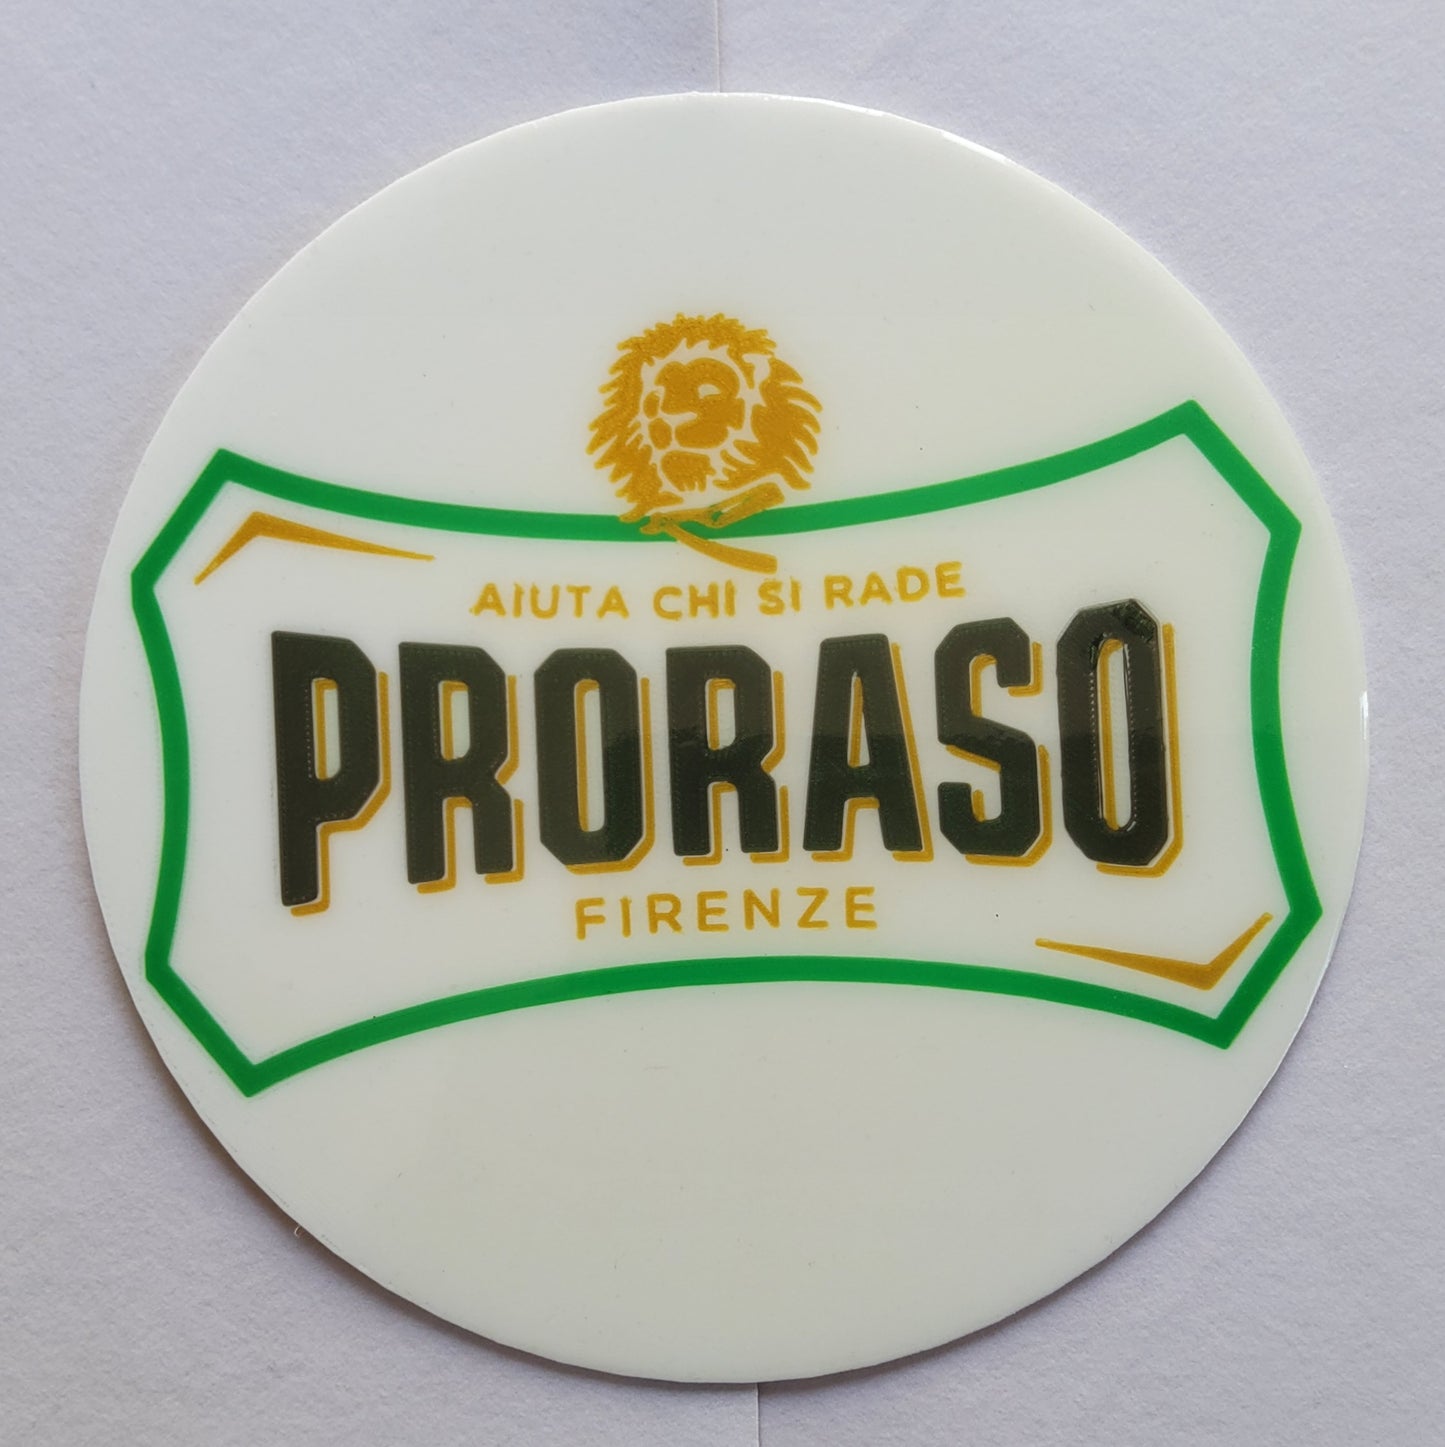 AIUTA CHI SI RADE
PRORASO
FIRENZE